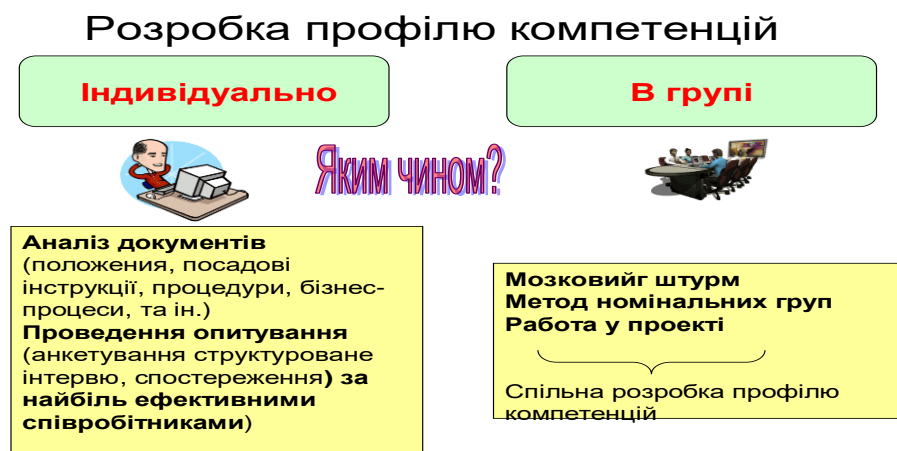 Розробка профілю компетенцій
Індивідуально
В групі
Яким чином?
Аналіз документів
(положення, посадові
інструкції, процедури, бізнес-
процеси, та ін.)
Проведення опитування
(анкетування структуроване
інтервю, спостереження) за
найбіль ефективними
співробітниками)
Мозковийг штурм
Метод номінальних груп
Работа у проекті
Спільна розробка профілю
компетенцій